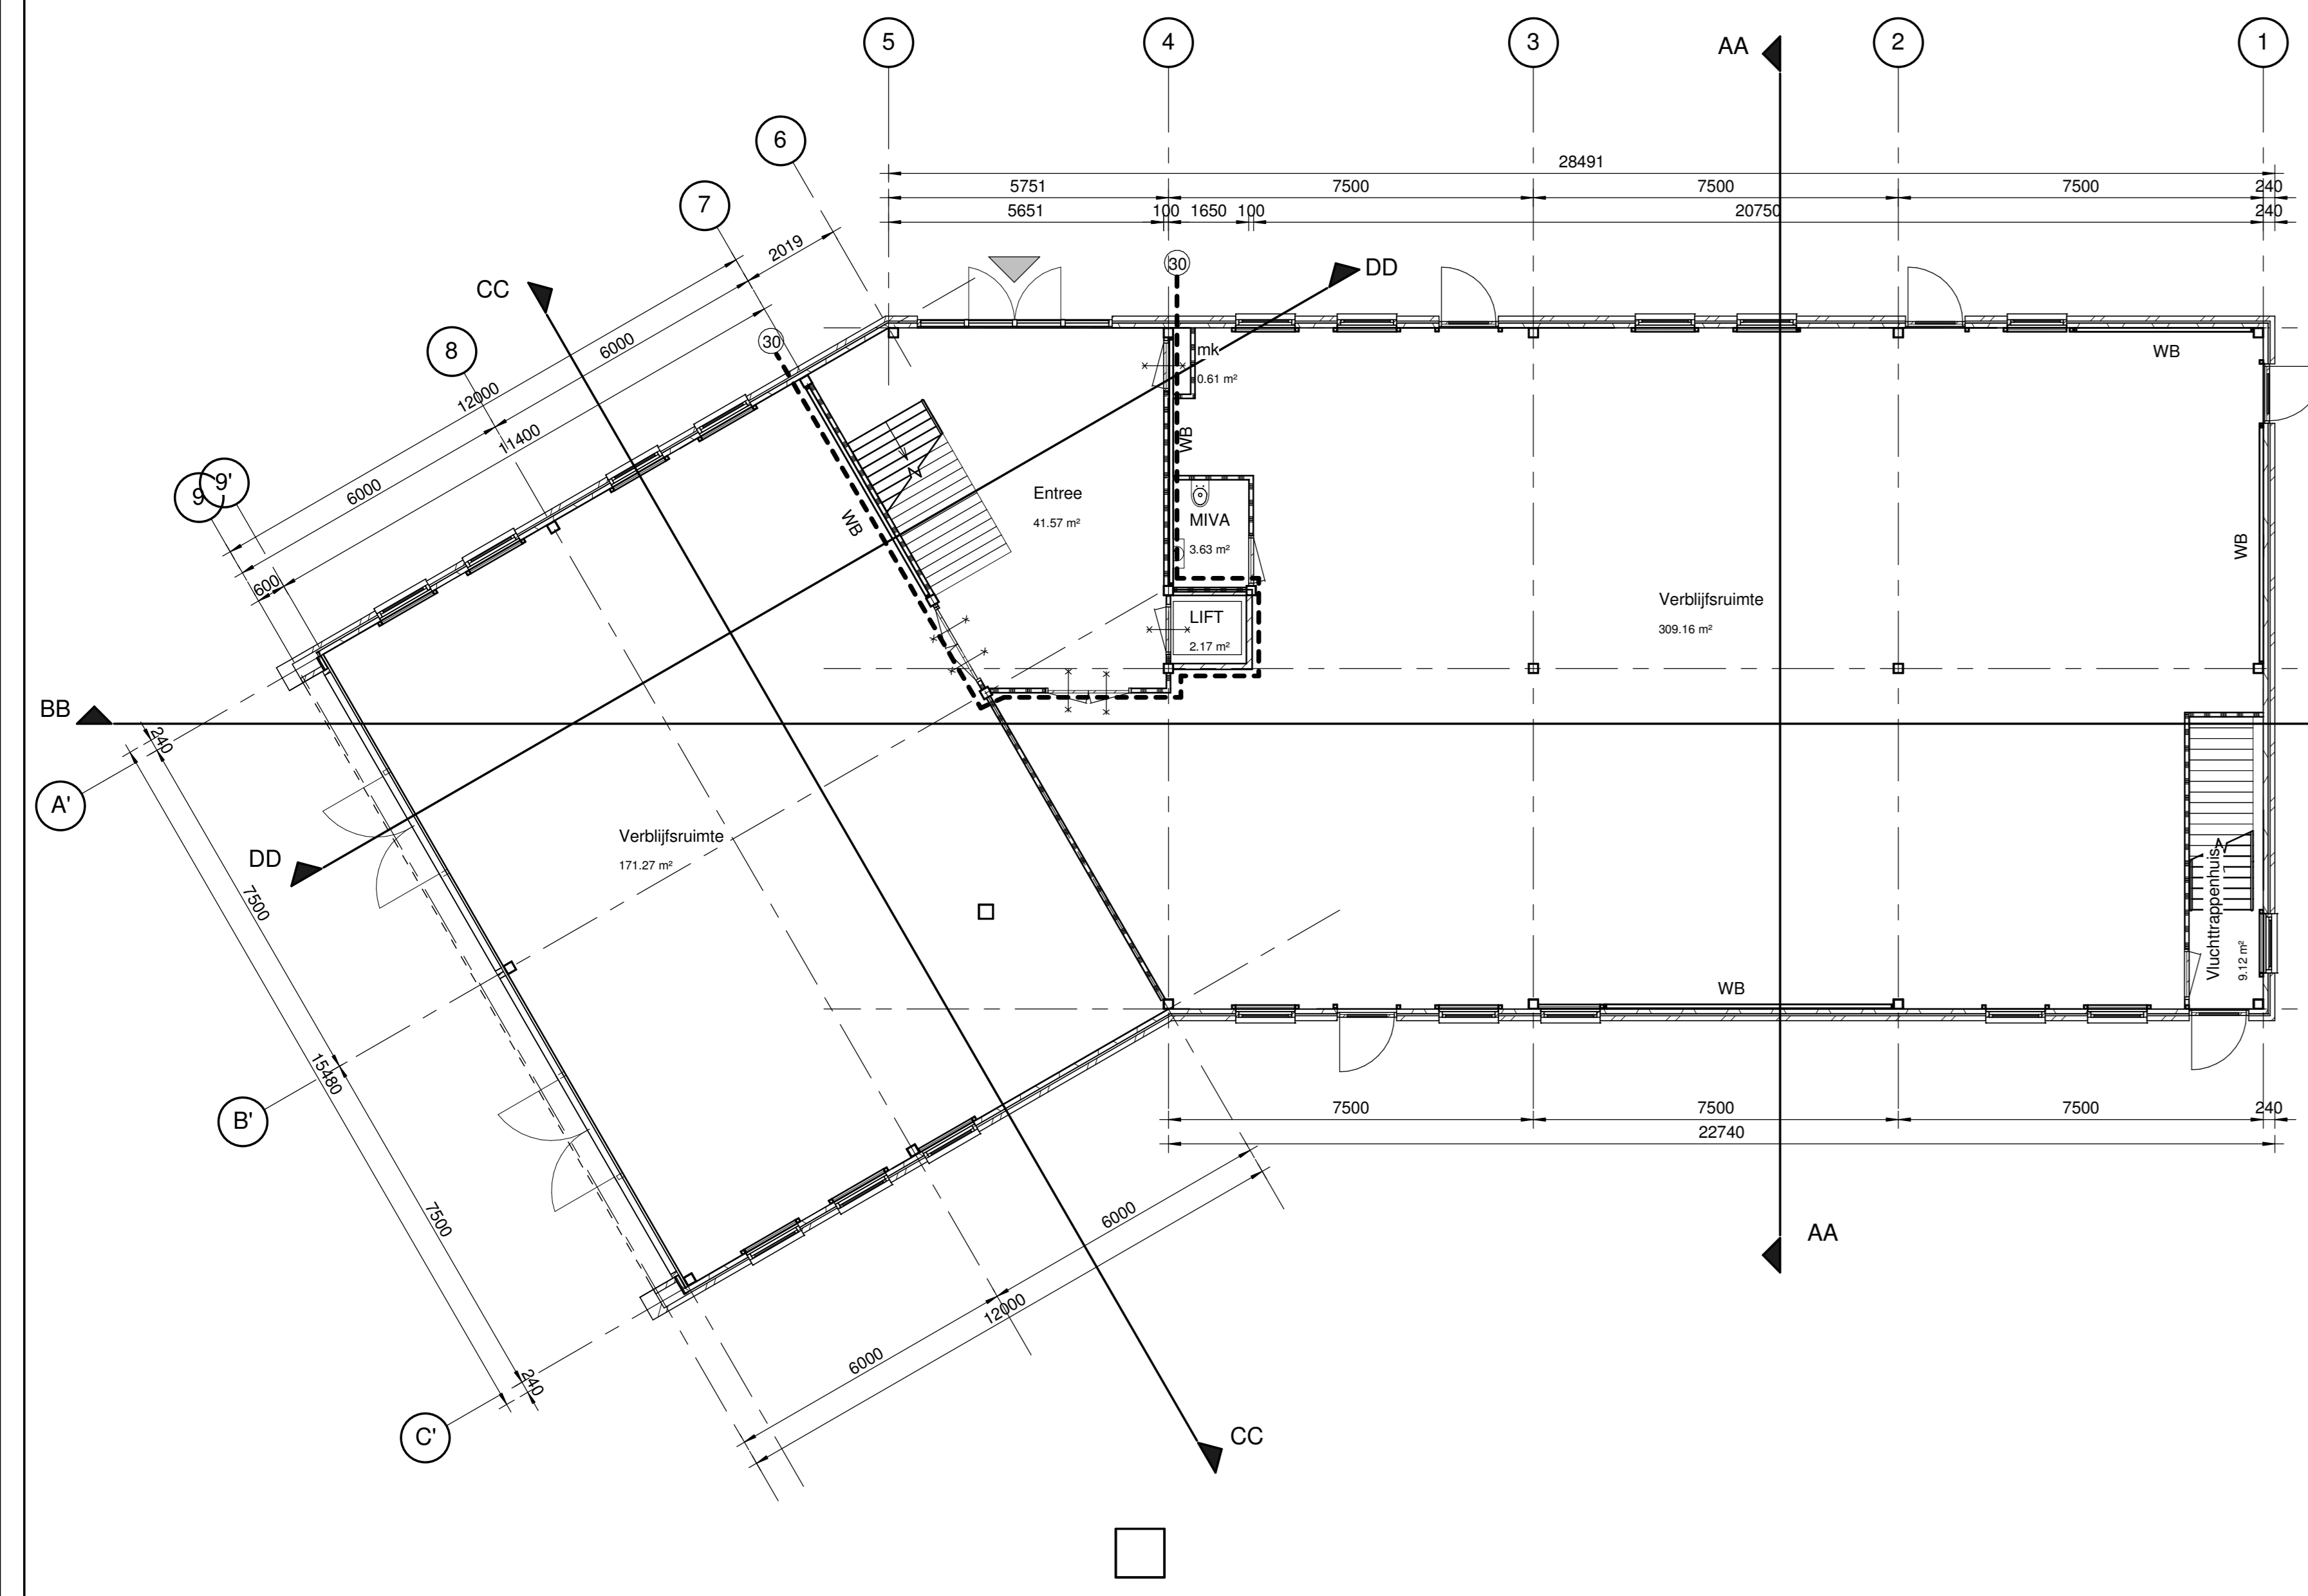 5
4
3
AA
2
1
6
28491
7
5751
7500
7500
7500
240
5651
100
1650
100
20750
240
2019
CC
30
DD
8
6000
30
mk
0.61 m²
WB
12000
11400
WB
9
9'
6000
Entree
41.57 m²
WB
MIVA
3.63 m²
WB
600
LIFT
2.17 m²
Verblijfsruimte
309.16 m²
BB
240
A'
Verblijfsruimte
171.27 m²
DD
7500
Vluchttrappenhuis
9.12 m²
WB
15480
B'
7500
7500
7500
240
22740
7500
6000
AA
12000
6000
240
C'
CC